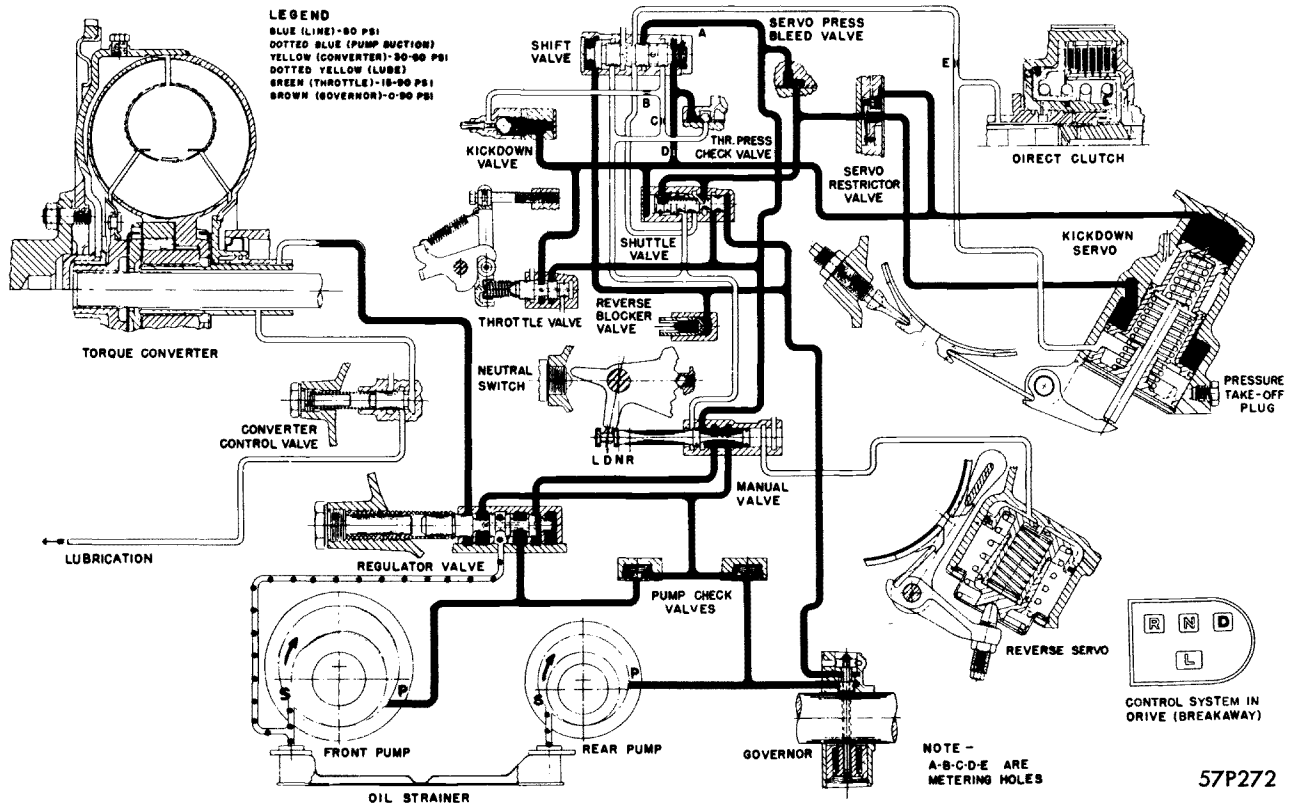 LEGEND
BLUE (LINE)-90 PSI
DOTTED BLUE (PUMP SUCTION)
YELLOW (CONVERTER)-30-60 PSI
DOTTED YELLOW (LUBE)
GREEN (THROTTLE)-15-90 PSI
BROWN (GOVERNOR)-0-90 PSI
SHIFT
VALVE
A
SERVO PRESS
BLEED VALVE
E
B
C
D
KICKDOWN
VALVE
THR. PRESS
CHECK VALVE
SERVO
RESTRICTOR
VALVE
DIRECT CLUTCH
SHUTTLE
VALVE
KICKDOWN
SERVO
THROTTLE VALVE
REVERSE
BLOCKER
VALVE
TORQUE CONVERTER
NEUTRAL
SWITCH
PRESSURE
TAKE-OFF
PLUG
CONVERTER
CONTROL VALVE
L D N R
MANUAL
VALVE
LUBRICATION
REGULATOR VALVE
PUMP CHECK
VALVES
R N D
L
REVERSE SERVO
S
P
S
P
CONTROL SYSTEM IN
DRIVE (BREAKAWAY)
FRONT PUMP
REAR PUMP
GOVERNOR
NOTE -
A-B-C-D-E ARE
METERING HOLES
57P272
OIL STRAINER